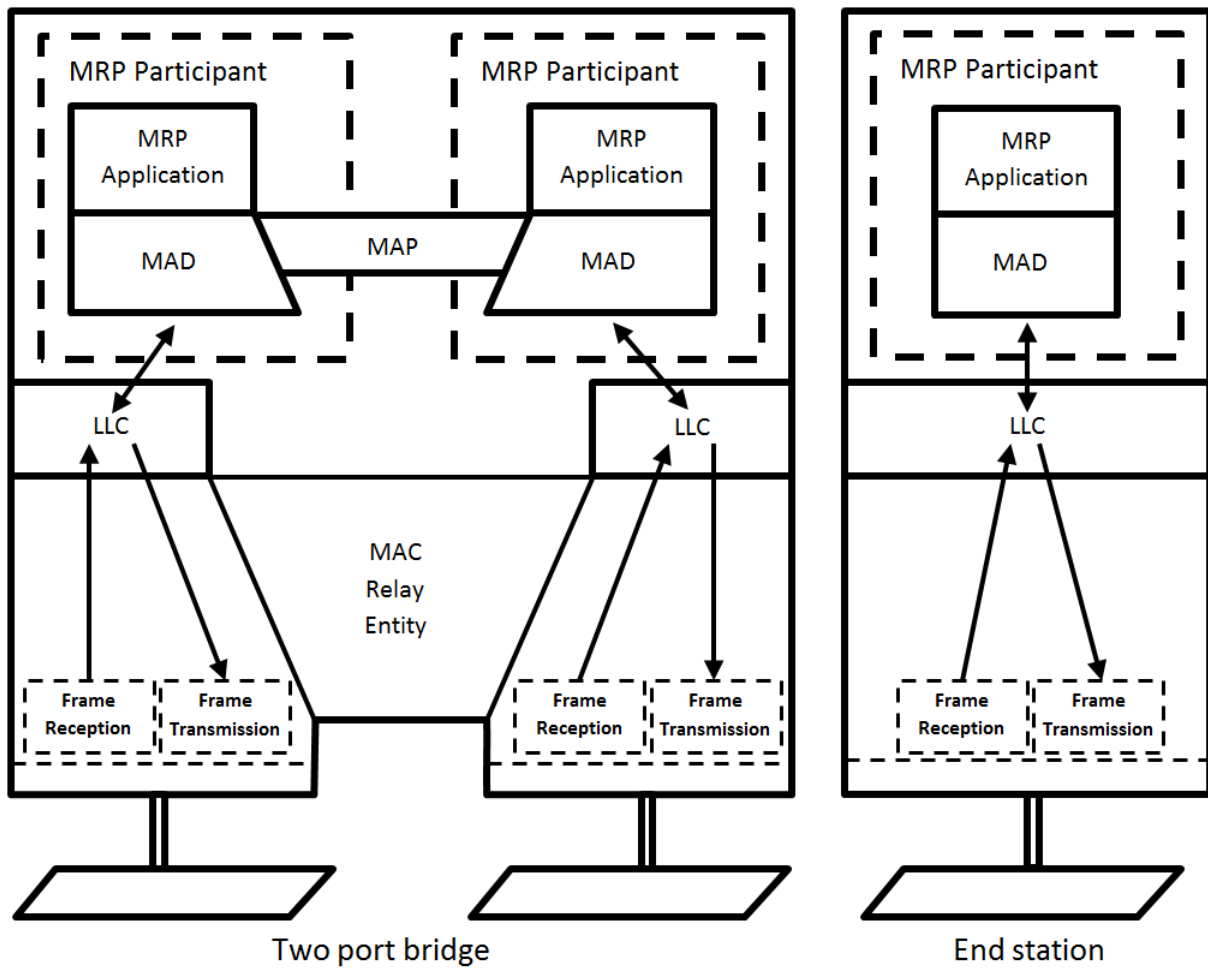 MRP Participant
MRP
Application
MAD
MAP
MRP Participant
MRP
Application
MAD
LLC
LLC
MAC
Relay
Entity
Frame
Reception
Frame
Transmission
Frame
Reception
Frame
Transmission
Two port bridge
MRP Participant
MRP
Application
MAD
LLC
Frame
Reception
Frame
Transmission
End station